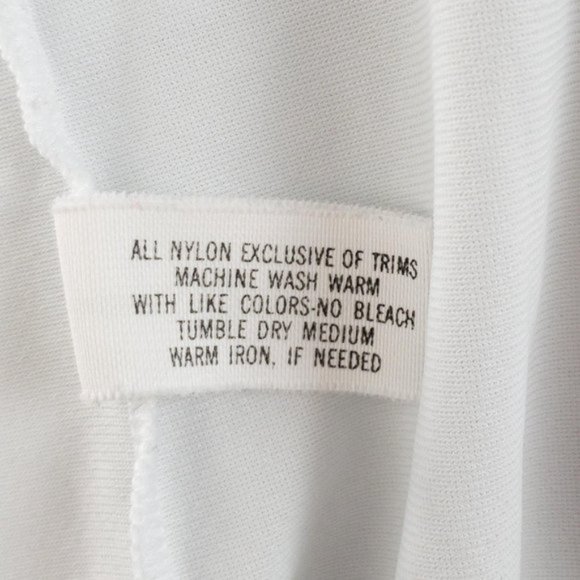 ALL NYLON EXCLUSIVE OF TRIMS
MACHINE WASH WARM
WITH LIKE COLORS-NO BLEACH
TUMBLE DRY MEDIUM
WARM IRON, IF NEEDED